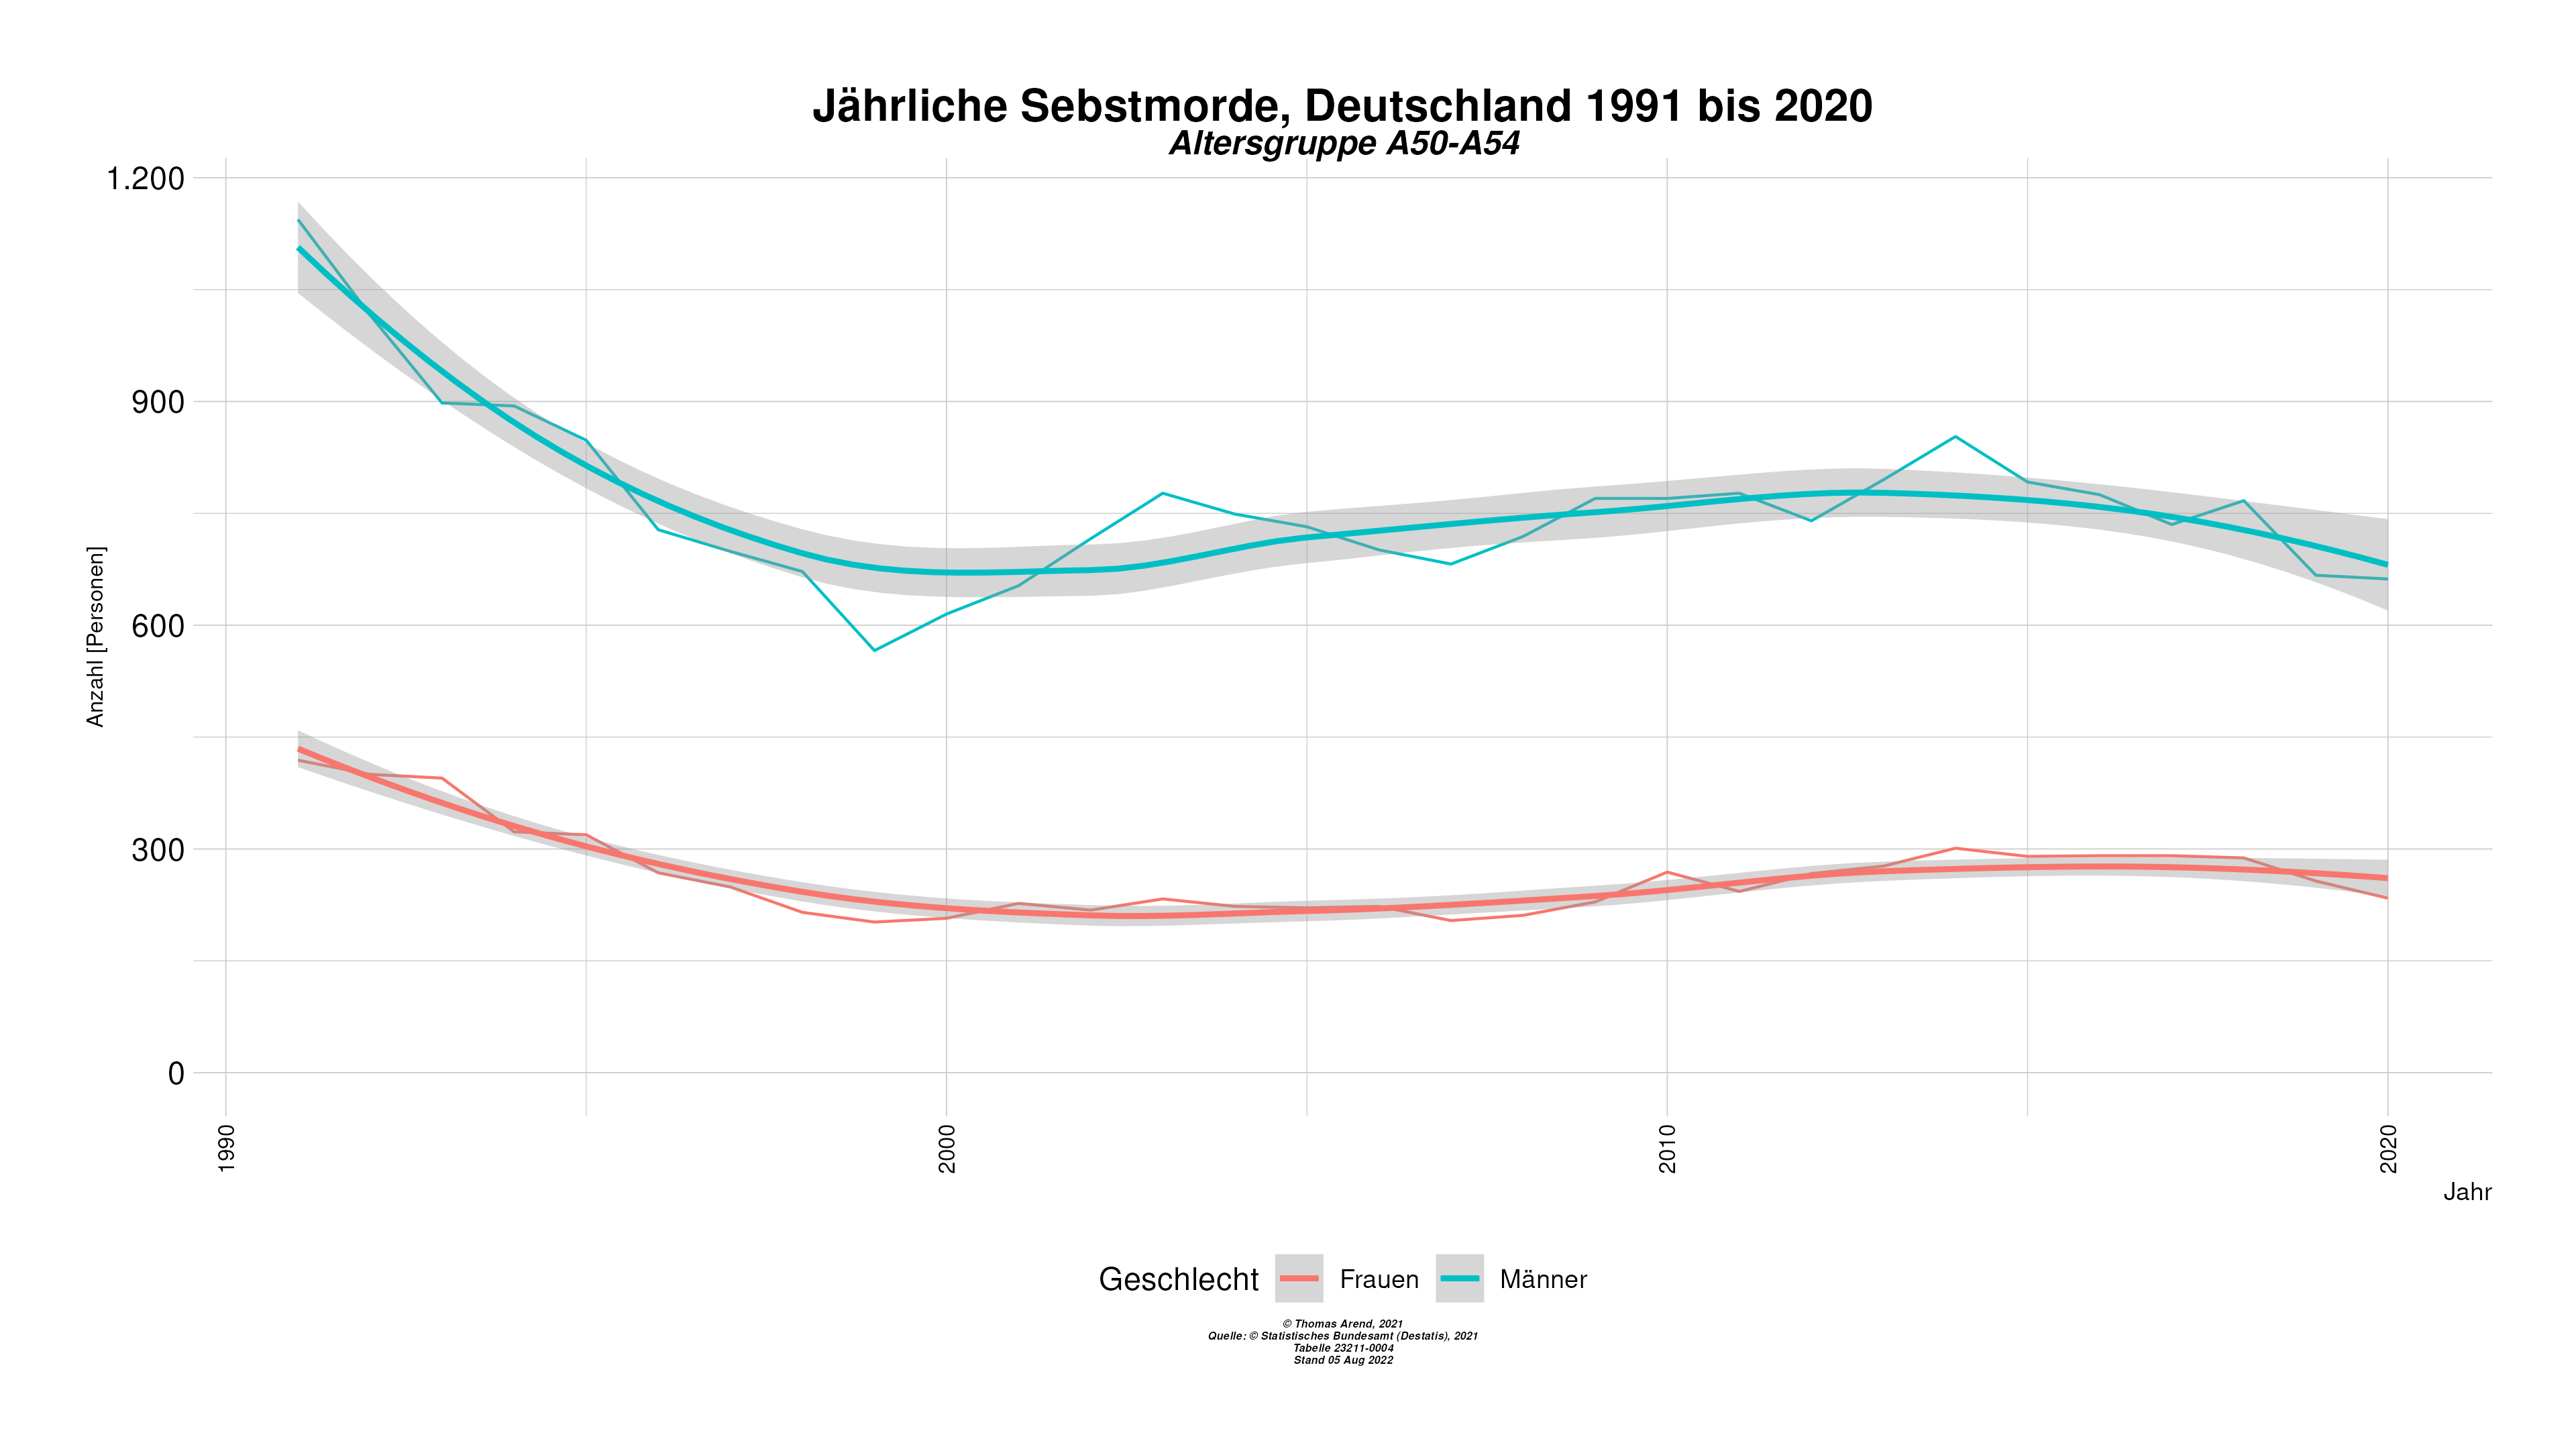 Jährliche Sebstmorde, Deutschland 1991 bis 2020
Altersgruppe A50-A54
1.200
900
600
300
0
Anzahl [Personen]
1990
2000
2010
2020
Jahr
Geschlecht Frauen Männer
© Thomas Arend, 2021
Quelle: © Statistisches Bundesamt (Destatis), 2021
Tabelle 23211-0004
Stand 05 Aug 2022